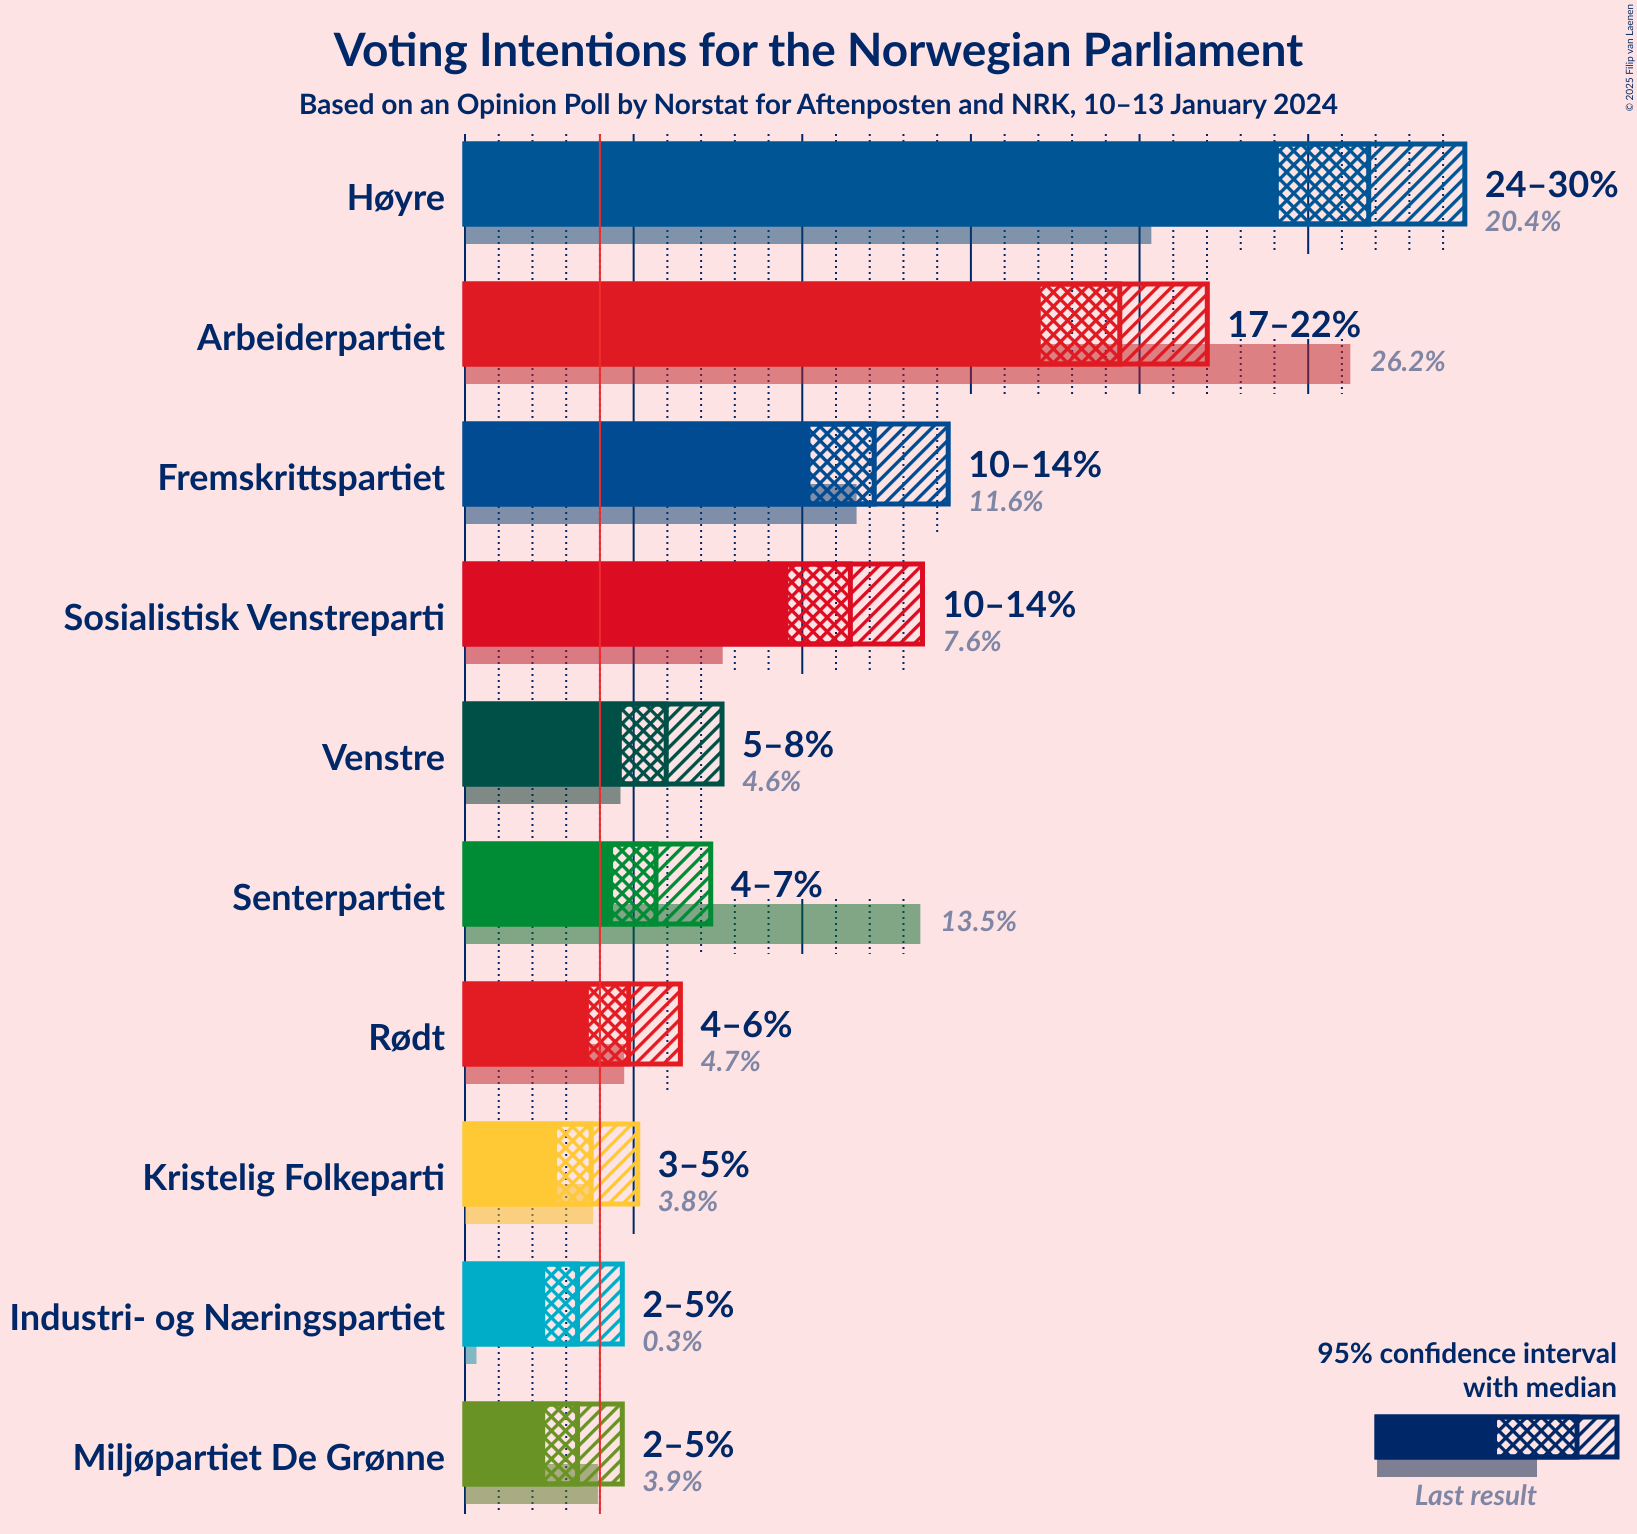 Voting Intentions for the Norwegian Parliament
Based on an Opinion Poll by Norstat for Aftenposten and NRK, 10–13 January 2024
© 2025 Filip van Laenen
Høyre
24–30%
20.4%
Arbeiderpartiet
17–22%
26.2%
Fremskrittspartiet
10–14%
11.6%
Sosialistisk Venstreparti
10–14%
7.6%
Venstre
5–8%
4.6%
Senterpartiet
4–7%
13.5%
Rødt
4–6%
4.7%
Kristelig Folkeparti
3–5%
3.8%
Industri- og Næringspartiet
2–5%
0.3%
Miljøpartiet De Grønne
2–5%
3.9%
95% confidence interval
with median
Last result